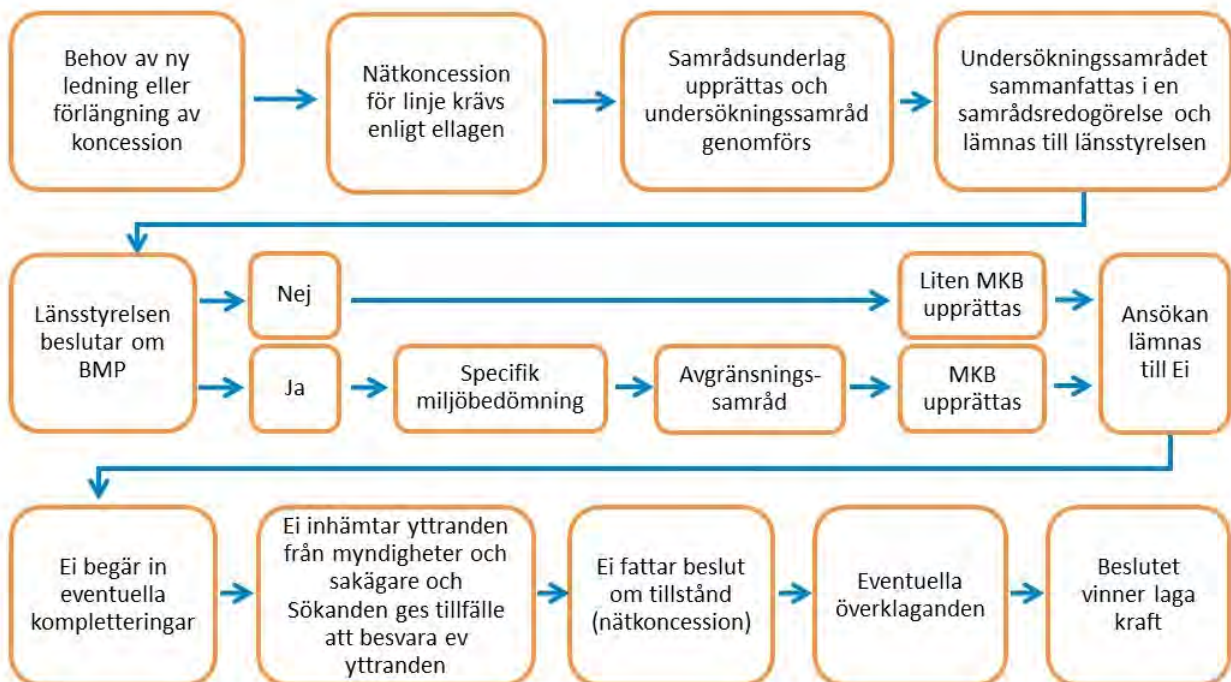 Behov av ny
ledning eller
förlängning av
koncession
Nätkoncession
för linje krävs
enligt ellagen
Samrådsunderlag
upprättas och
undersökningssamråd
genomförs
Undersökningssamrådet
sammanfattas i en
samrådsredogörelse och
lämnas till länsstyrelsen
Länsstyrelsen
beslutar om
BMP
Nej
Liten MKB
upprättas
Ja
Specifik
miljöbedömning
Avgränsnings-
samråd
MKB
upprättas
Ansökan
lämnas
till Ei
Ei begär in
eventuella
kompletteringar
Ei inhämtar yttranden
från myndigheter och
sakägare och
Sökanden ges tillfälle
att besvara ev
yttranden
Ei fattar beslut
om tillstånd
(nätkoncession)
Eventuella
överklaganden
Beslutet
vinner laga
kraft